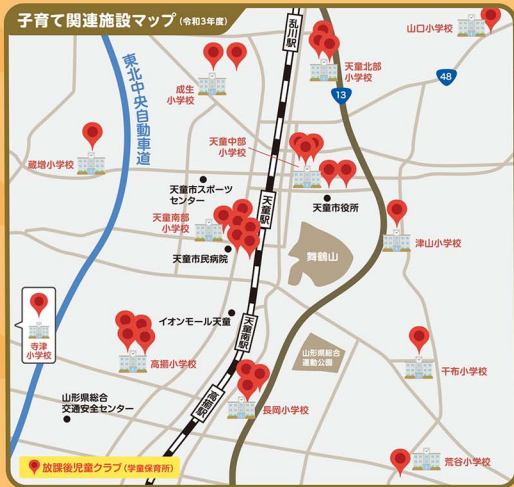 子育て関連施設マップ(令和3年度)
乱川駅
山口小学校
東北中央自動車道
成生
小学校
天童北部
小学校
48
13
蔵増小学校
天童中部
小学校
天童市スポーツ
センター
天童駅
天童市役所
天童南部
小学校
津山小学校
天童市民病院
舞鶴山
寺津
小学校
イオンモール天童
天童南駅
山形県総合
運動公園
高擶小学校
干布小学校
山形県総合
交通安全センター
高擶駅
長岡小学校
荒谷小学校
放課後児童クラブ(学童保育所)